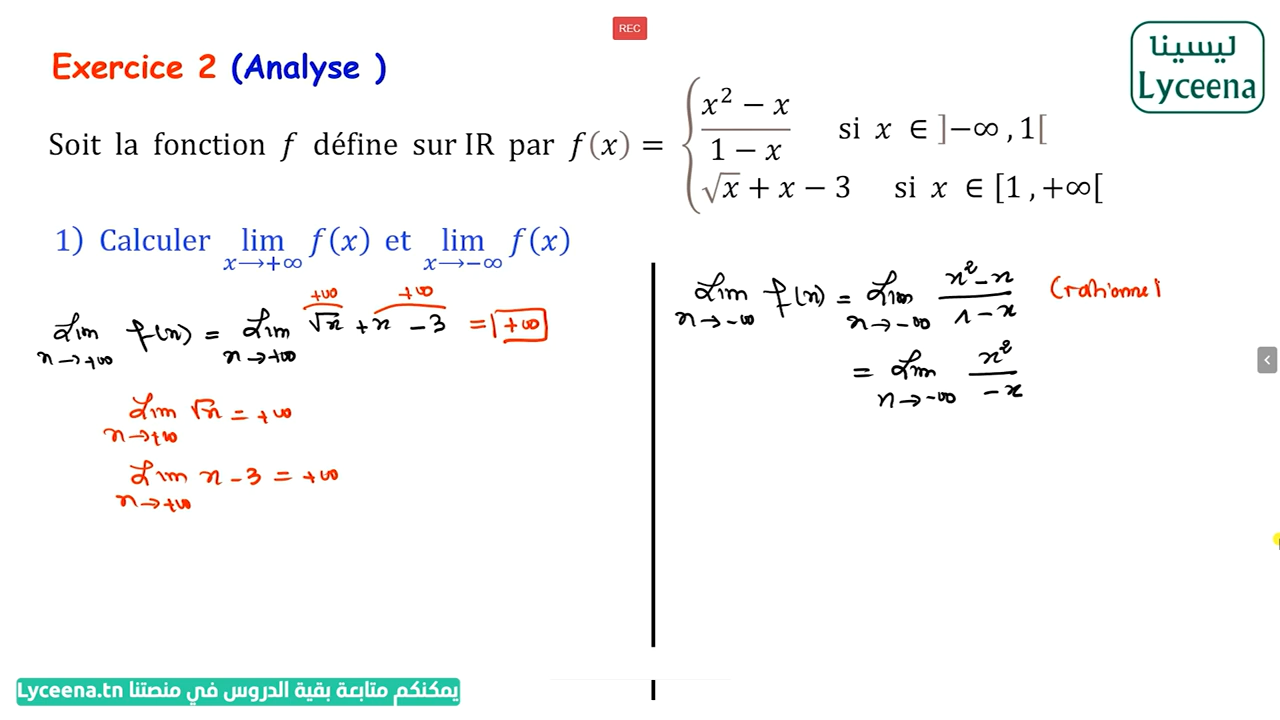 REC
ليسينا
Lyceena
Exercice 2 (Analyse )
Soit la fonction f défine sur IR par f(x) = { (x² − x)/(1 − x) si x ∈ ]−∞ ,1[
√x + x − 3 si x ∈ [1 ,+∞[
1) Calculer lim x→+∞ f(x) et lim x→−∞ f(x)
+∞ +∞
Lim x→+∞ f(x) = Lim x→+∞ √x + x − 3 = +∞
Lim x→+∞ √x = +∞
Lim x→+∞ x − 3 = +∞
Lim x→−∞ f(x) = Lim x→−∞ (x² − x)/(1 − x) (rationnel
= Lim x→−∞ x²/(−x)
<
يمكنكم متابعة بقية الدروس في منصتنا Lyceena.tn